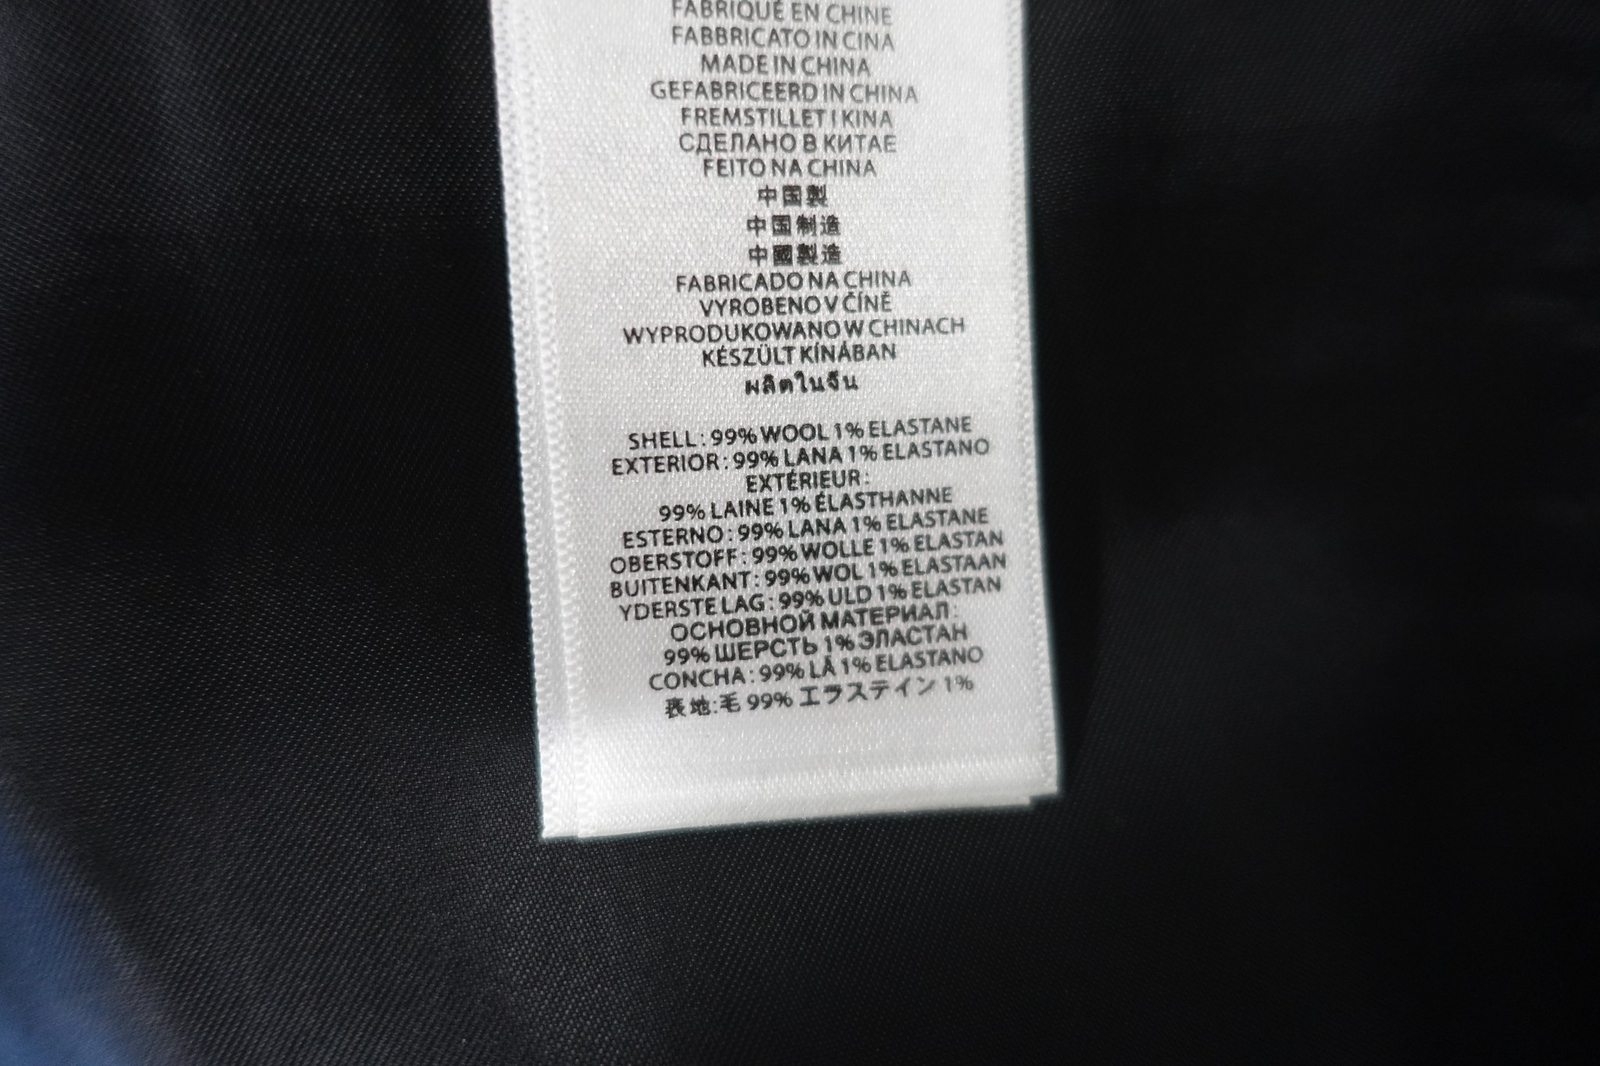 FABRIQUÉ EN CHINE
FABBRICATO IN CINA
MADE IN CHINA
GEFABRICEERD IN CHINA
FREMSTILLET I KINA
СДЕЛАНО В КИТАЕ
FEITO NA CHINA
中国製
中国制造
中國製造
FABRICADO NA CHINA
VYROBENO V ČÍNĚ
WYPRODUKOWANO W CHINACH
KÉSZÜLT KÍNÁBAN
ผลิตในจีน
SHELL: 99% WOOL 1% ELASTANE
EXTERIOR: 99% LANA 1% ELASTANO
EXTÉRIEUR:
99% LAINE 1% ÉLASTHANNE
ESTERNO: 99% LANA 1% ELASTANE
OBERSTOFF: 99% WOLLE 1% ELASTAN
BUITENKANT: 99% WOL 1% ELASTAAN
YDERSTE LAG: 99% ULD 1% ELASTAN
ОСНОВНОЙ МАТЕРИАЛ:
99% ШЕРСТЬ 1% ЭЛАСТАН
CONCHA: 99% LÃ 1% ELASTANO
表地:毛 99% エラステイン 1%